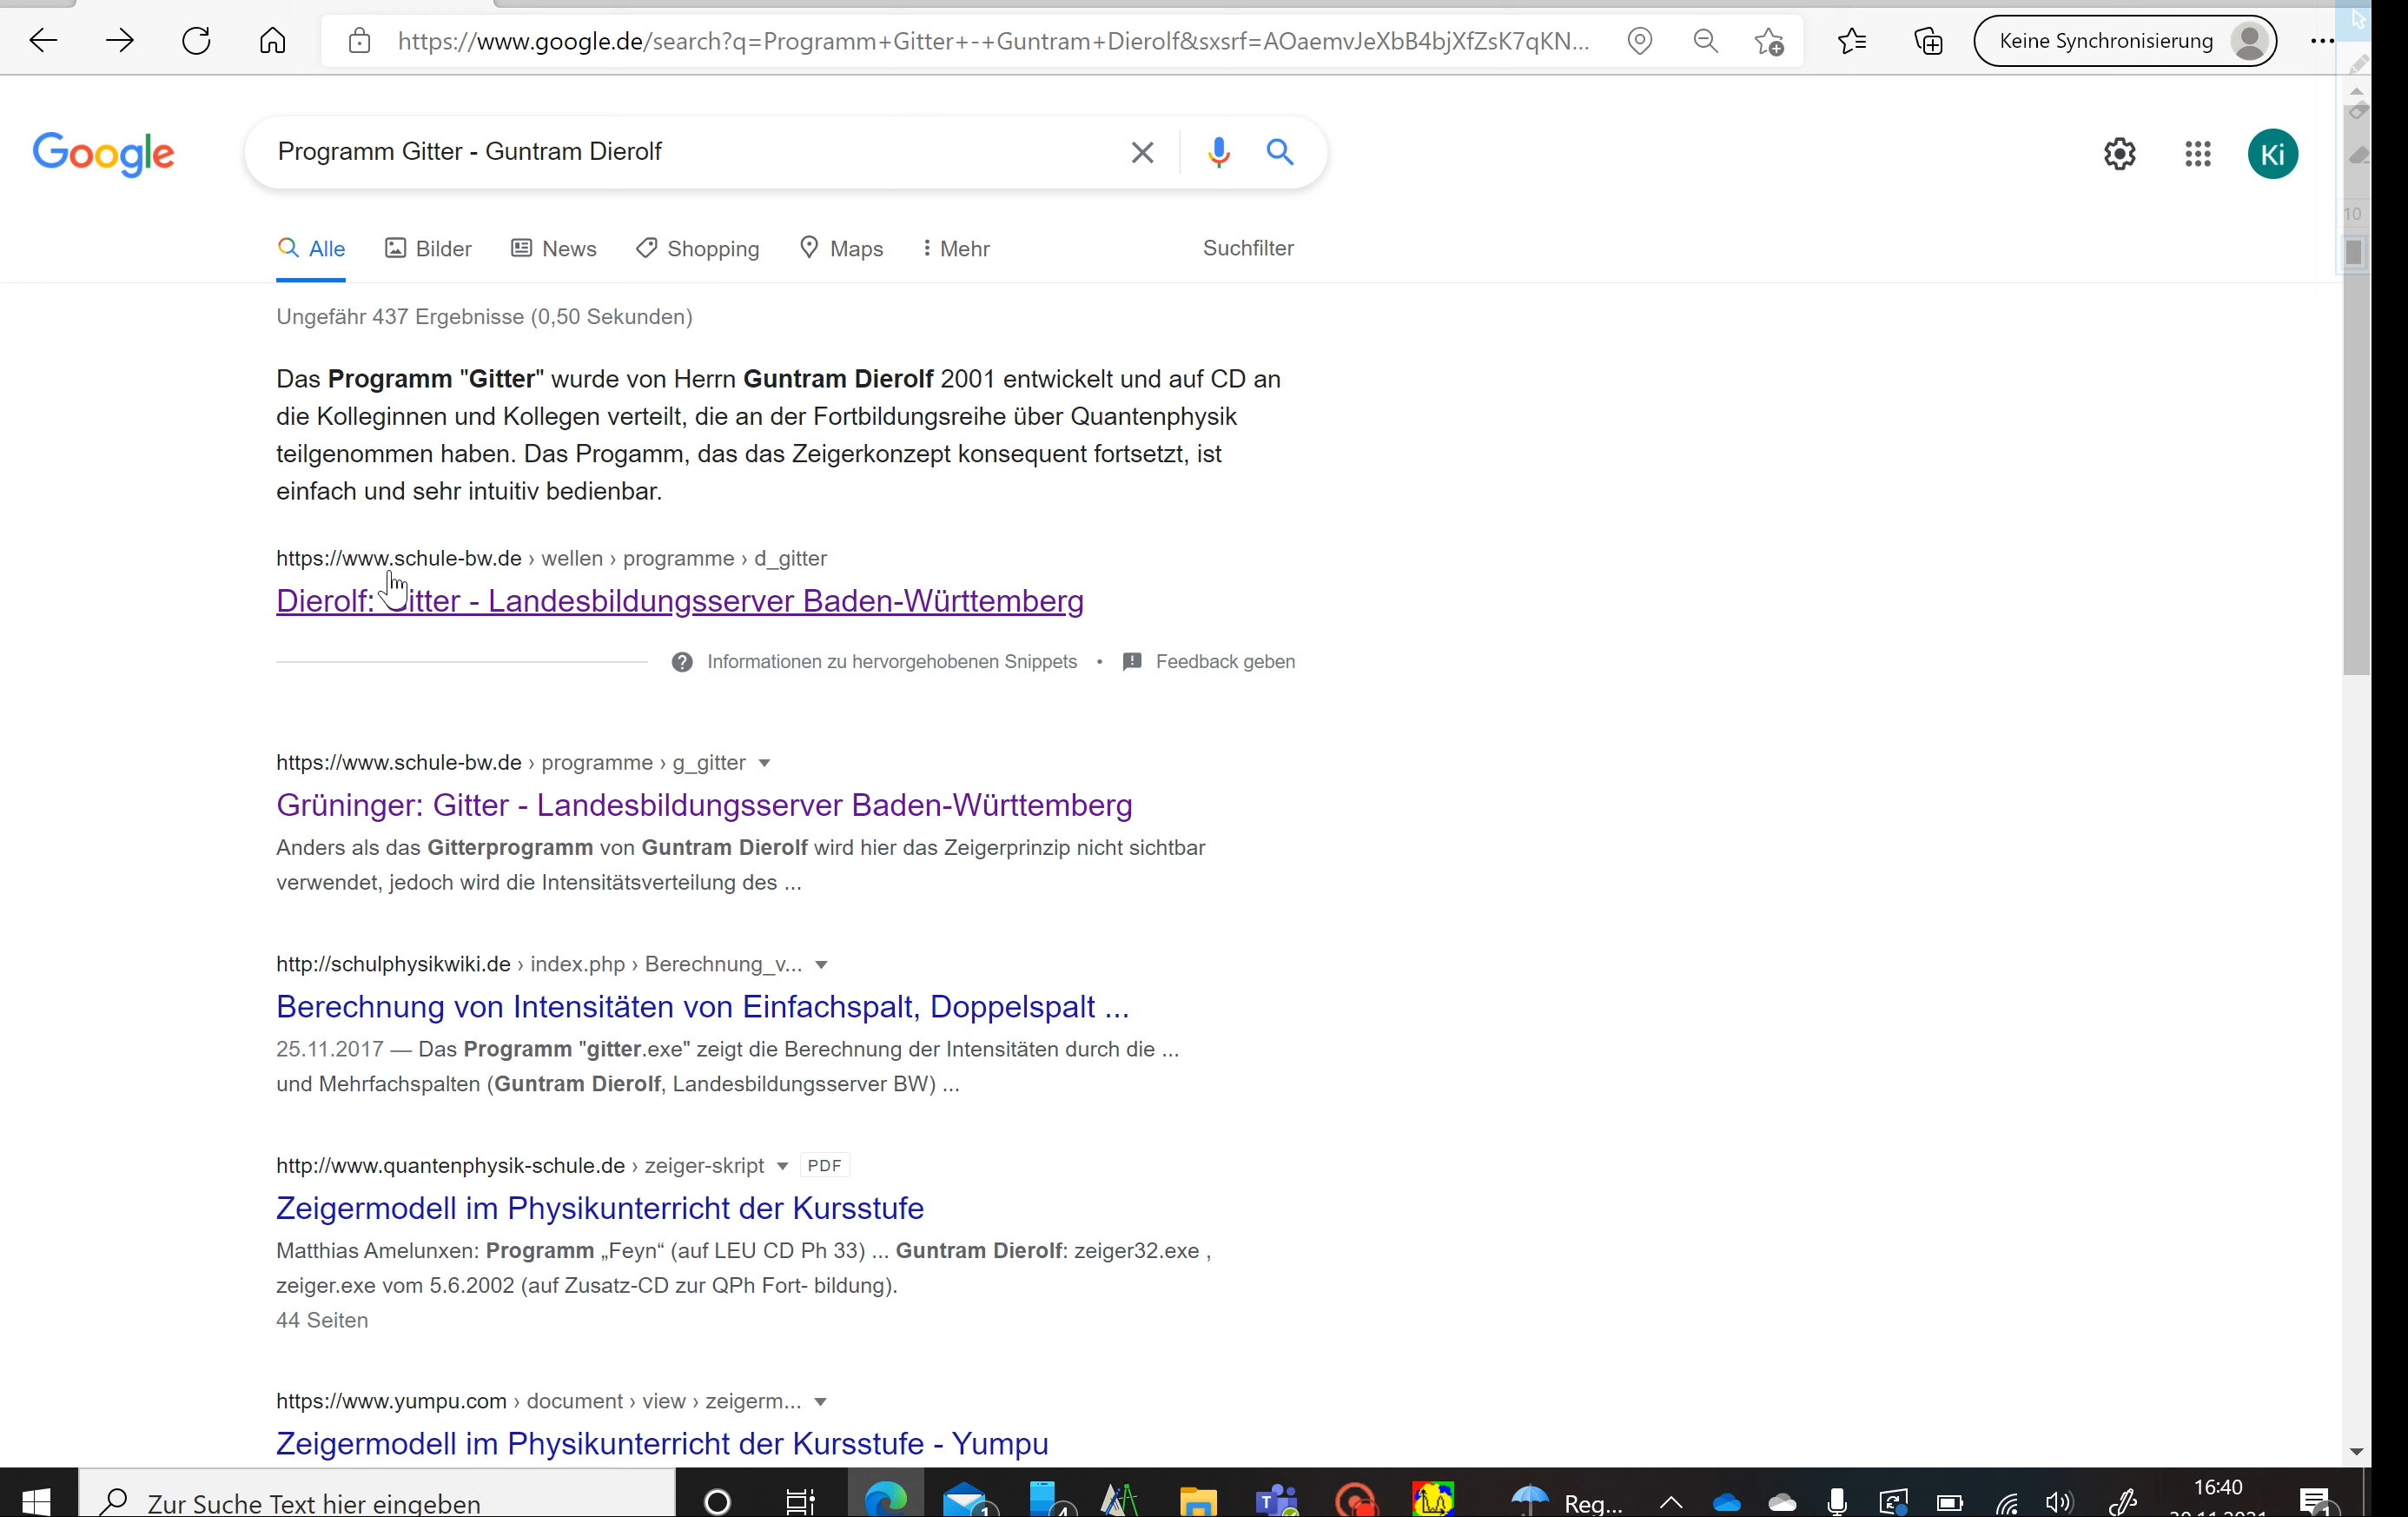 https://www.google.de/search?q=Programm+Gitter+-+Guntram+Dierolf&sxsrf=AOaemvJeXbB4bjXfZsK7qKN...
Keine Synchronisierung
Google
Programm Gitter - Guntram Dierolf
Ki
10
Alle
Bilder
News
Shopping
Maps
Mehr
Suchfilter
Ungefähr 437 Ergebnisse (0,50 Sekunden)
Das Programm "Gitter" wurde von Herrn Guntram Dierolf 2001 entwickelt und auf CD an
die Kolleginnen und Kollegen verteilt, die an der Fortbildungsreihe über Quantenphysik
teilgenommen haben. Das Progamm, das das Zeigerkonzept konsequent fortsetzt, ist
einfach und sehr intuitiv bedienbar.
https://www.schule-bw.de › wellen › programme › d_gitter
Dierolf: Gitter - Landesbildungsserver Baden-Württemberg
Informationen zu hervorgehobenen Snippets • Feedback geben
https://www.schule-bw.de › programme › g_gitter
Grüninger: Gitter - Landesbildungsserver Baden-Württemberg
Anders als das Gitterprogramm von Guntram Dierolf wird hier das Zeigerprinzip nicht sichtbar
verwendet, jedoch wird die Intensitätsverteilung des ...
http://schulphysikwiki.de › index.php › Berechnung_v...
Berechnung von Intensitäten von Einfachspalt, Doppelspalt ...
25.11.2017 — Das Programm "gitter.exe" zeigt die Berechnung der Intensitäten durch die ...
und Mehrfachspalten (Guntram Dierolf, Landesbildungsserver BW) ...
http://www.quantenphysik-schule.de › zeiger-skript PDF
Zeigermodell im Physikunterricht der Kursstufe
Matthias Amelunxen: Programm „Feyn“ (auf LEU CD Ph 33) ... Guntram Dierolf: zeiger32.exe ,
zeiger.exe vom 5.6.2002 (auf Zusatz-CD zur QPh Fort- bildung).
44 Seiten
https://www.yumpu.com › document › view › zeigerm...
Zeigermodell im Physikunterricht der Kursstufe - Yumpu
Zur Suche Text hier eingeben
1
4
T
Reg...
16:40
1